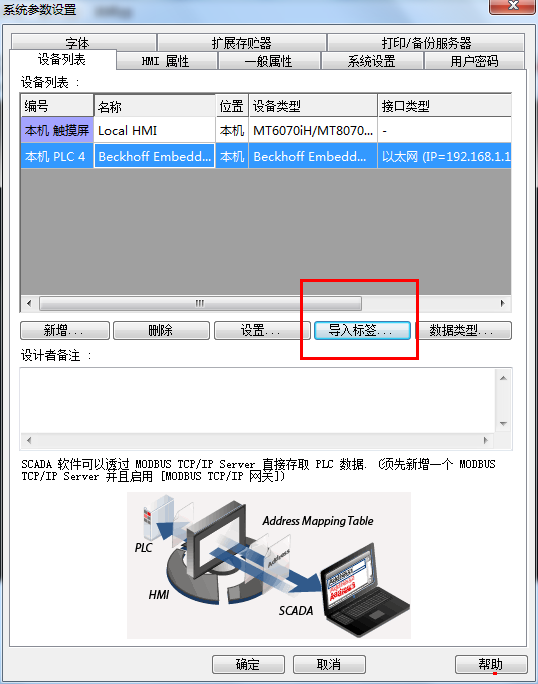 系统参数设置
字体 扩展存贮器 打印/备份服务器
设备列表 HMI 属性 一般属性 系统设置 用户密码
设备列表 :
编号 名称 位置 设备类型 接口类型
本机 触摸屏 Local HMI 本机 MT6070iH/MT8070... -
本机 PLC 4 Beckhoff Embedd... 本机 Beckhoff Embedd... 以太网 (IP=192.168.1.1
新增... 删除 设置... 导入标签... 数据类型...
设计者备注 :
SCADA 软件可以透过 MODBUS TCP/IP Server 直接存取 PLC 数据. (须先新增一个 MODBUS
TCP/IP Server 并且启用 [MODBUS TCP/IP 网关])
Address Mapping Table
PLC
Address
HMI
SCADA
确定 取消 帮助